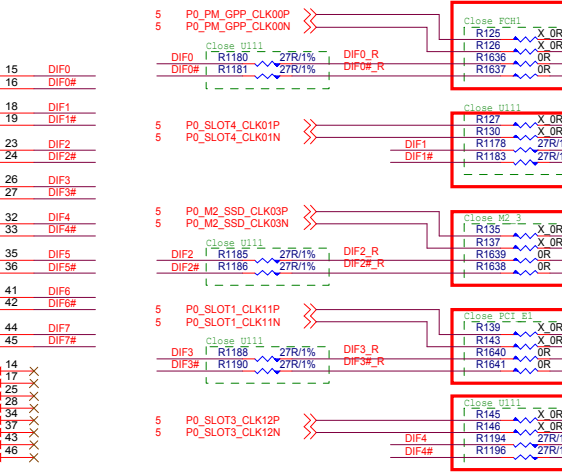 5 P0_PM_GPP_CLK00P
5 P0_PM_GPP_CLK00N
Close FCH1
R125 X_0R
R126 X_0R
R1636 0R
R1637 0R
Close U111
DIF0 R1180 27R/1% DIF0_R
DIF0# R1181 27R/1% DIF0#_R
15 DIF0
16 DIF0#
18 DIF1
19 DIF1#
23 DIF2
24 DIF2#
26 DIF3
27 DIF3#
32 DIF4
33 DIF4#
35 DIF5
36 DIF5#
41 DIF6
42 DIF6#
44 DIF7
45 DIF7#
14
17
25
28
34
37
43
46
5 P0_SLOT4_CLK01P
5 P0_SLOT4_CLK01N
Close U111
R127 X_0R
R130 X_0R
DIF1 R1178 27R/1
DIF1# R1183 27R/1
5 P0_M2_SSD_CLK03P
5 P0_M2_SSD_CLK03N
Close M2_3
R135 X_0R
R137 X_0R
R1639 0R
R1638 0R
Close U111
DIF2 R1185 27R/1% DIF2_R
DIF2# R1186 27R/1% DIF2#_R
5 P0_SLOT1_CLK11P
5 P0_SLOT1_CLK11N
Close PCI_E1
R139 X_0R
R143 X_0R
R1640 0R
R1641 0R
Close U111
DIF3 R1188 27R/1% DIF3_R
DIF3# R1190 27R/1% DIF3#_R
5 P0_SLOT3_CLK12P
5 P0_SLOT3_CLK12N
Close U111
R145 X_0R
R146 X_0R
DIF4 R1194 27R/1
DIF4# R1196 27R/1